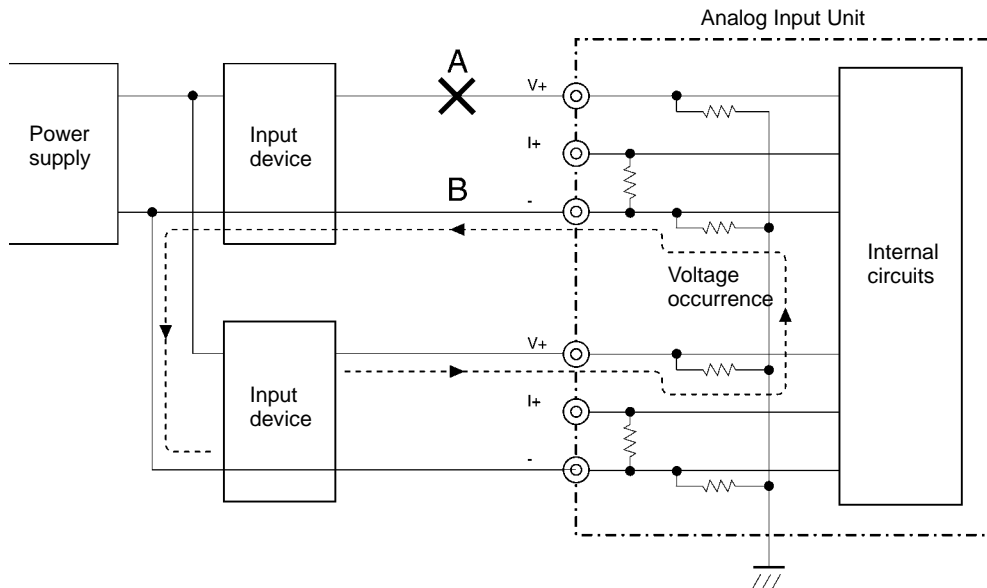 Analog Input Unit
A
V+
Power
supply
Input
device
I+
B
-
Internal
circuits
Voltage
occurrence
V+
Input
device
I+
-